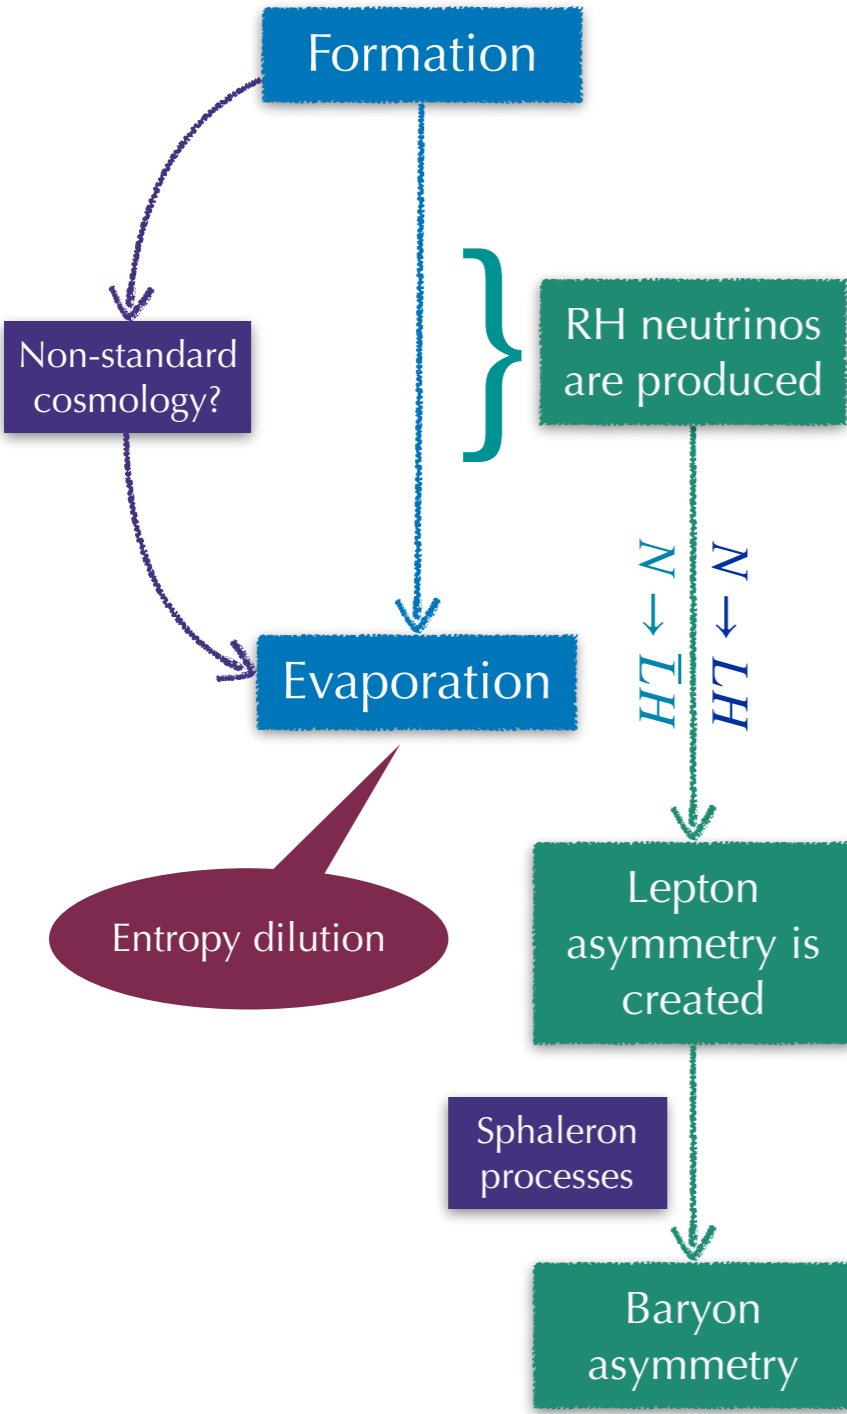 Formation
Non-standard
cosmology?
}
RH neutrinos
are produced
N → L̄H
N → LH
Evaporation
Entropy dilution
Lepton
asymmetry is
created
Sphaleron
processes
Baryon
asymmetry